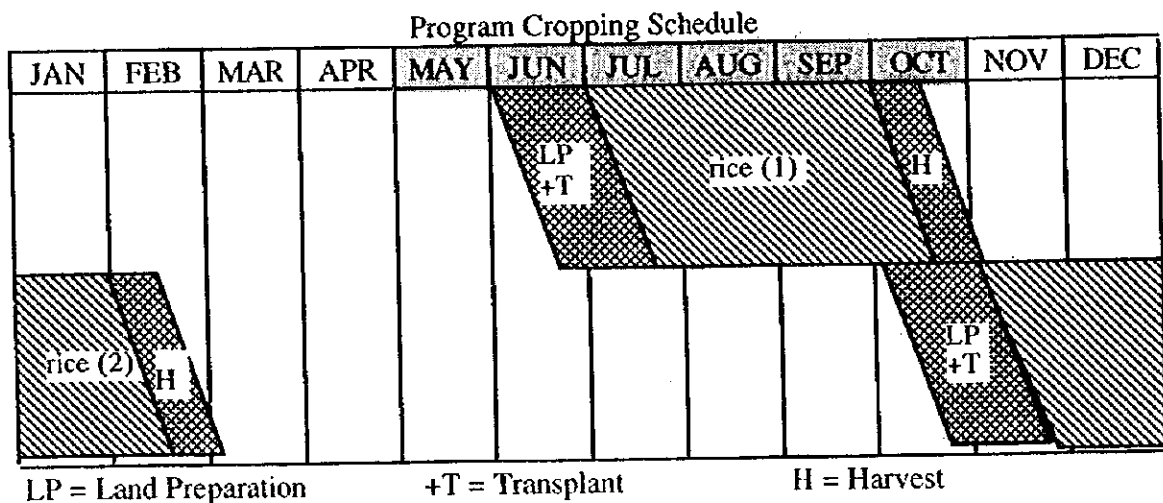 Program Cropping Schedule
JAN FEB MAR APR MAY JUN JUL AUG SEP OCT NOV DEC
LP
+T
rice (1)
H
rice (2)
H
LP
+T
LP = Land Preparation +T = Transplant H = Harvest